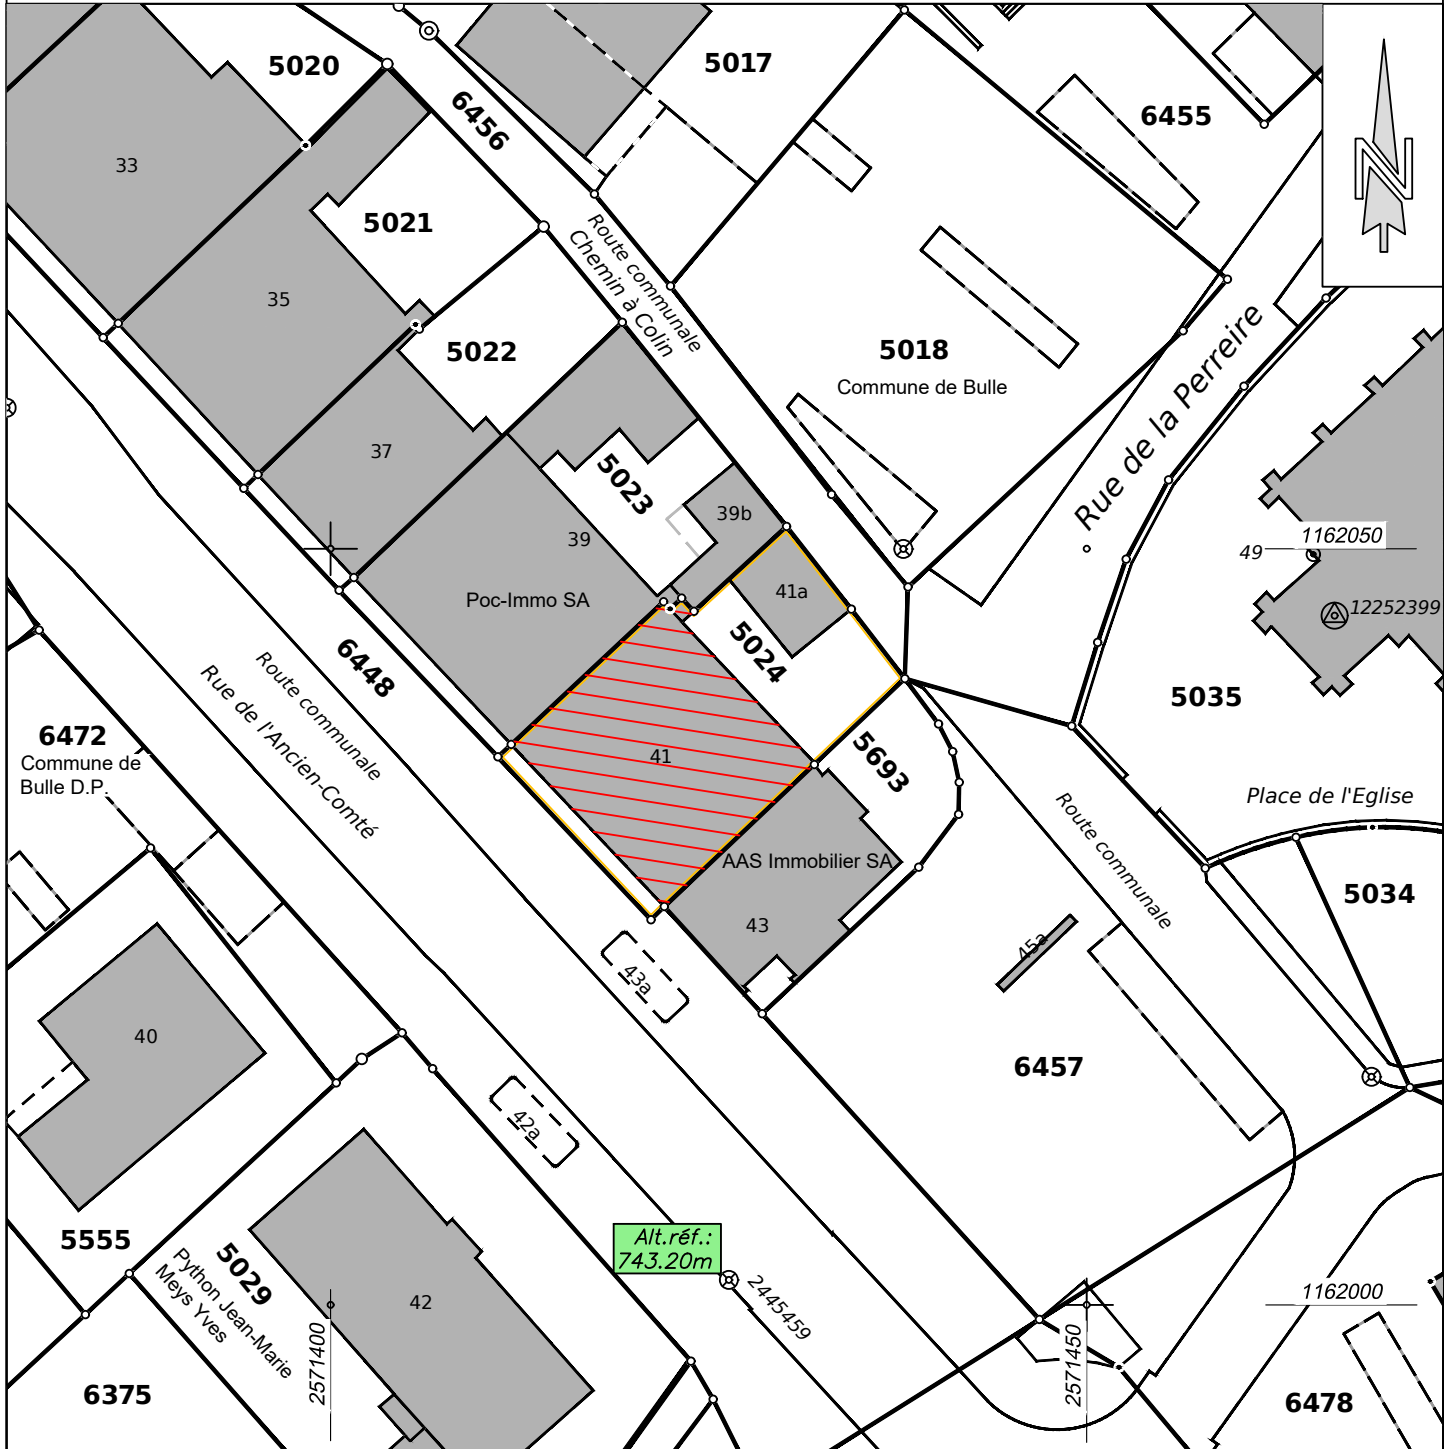 5020
5017
6456
6455
33
5021
Route communale
Chemin à Colin
35
5022
5018
Commune de Bulle
Rue de la Perreire
37
5023
39b
39
1162050
49
41a
Poc-Immo SA
12252399
5024
6448
Route communale
Rue de l'Ancien-Comté
5035
6472
Commune de
Bulle D.P.
41
5693
Place de l'Eglise
Route communale
AAS Immobilier SA
5034
43
45a
43a
40
6457
42a
5555
Alt.réf.:
743.20m
5029
Python Jean-Marie
Meys Yves
42
2445459
1162000
2571400
2571450
6375
6478
N